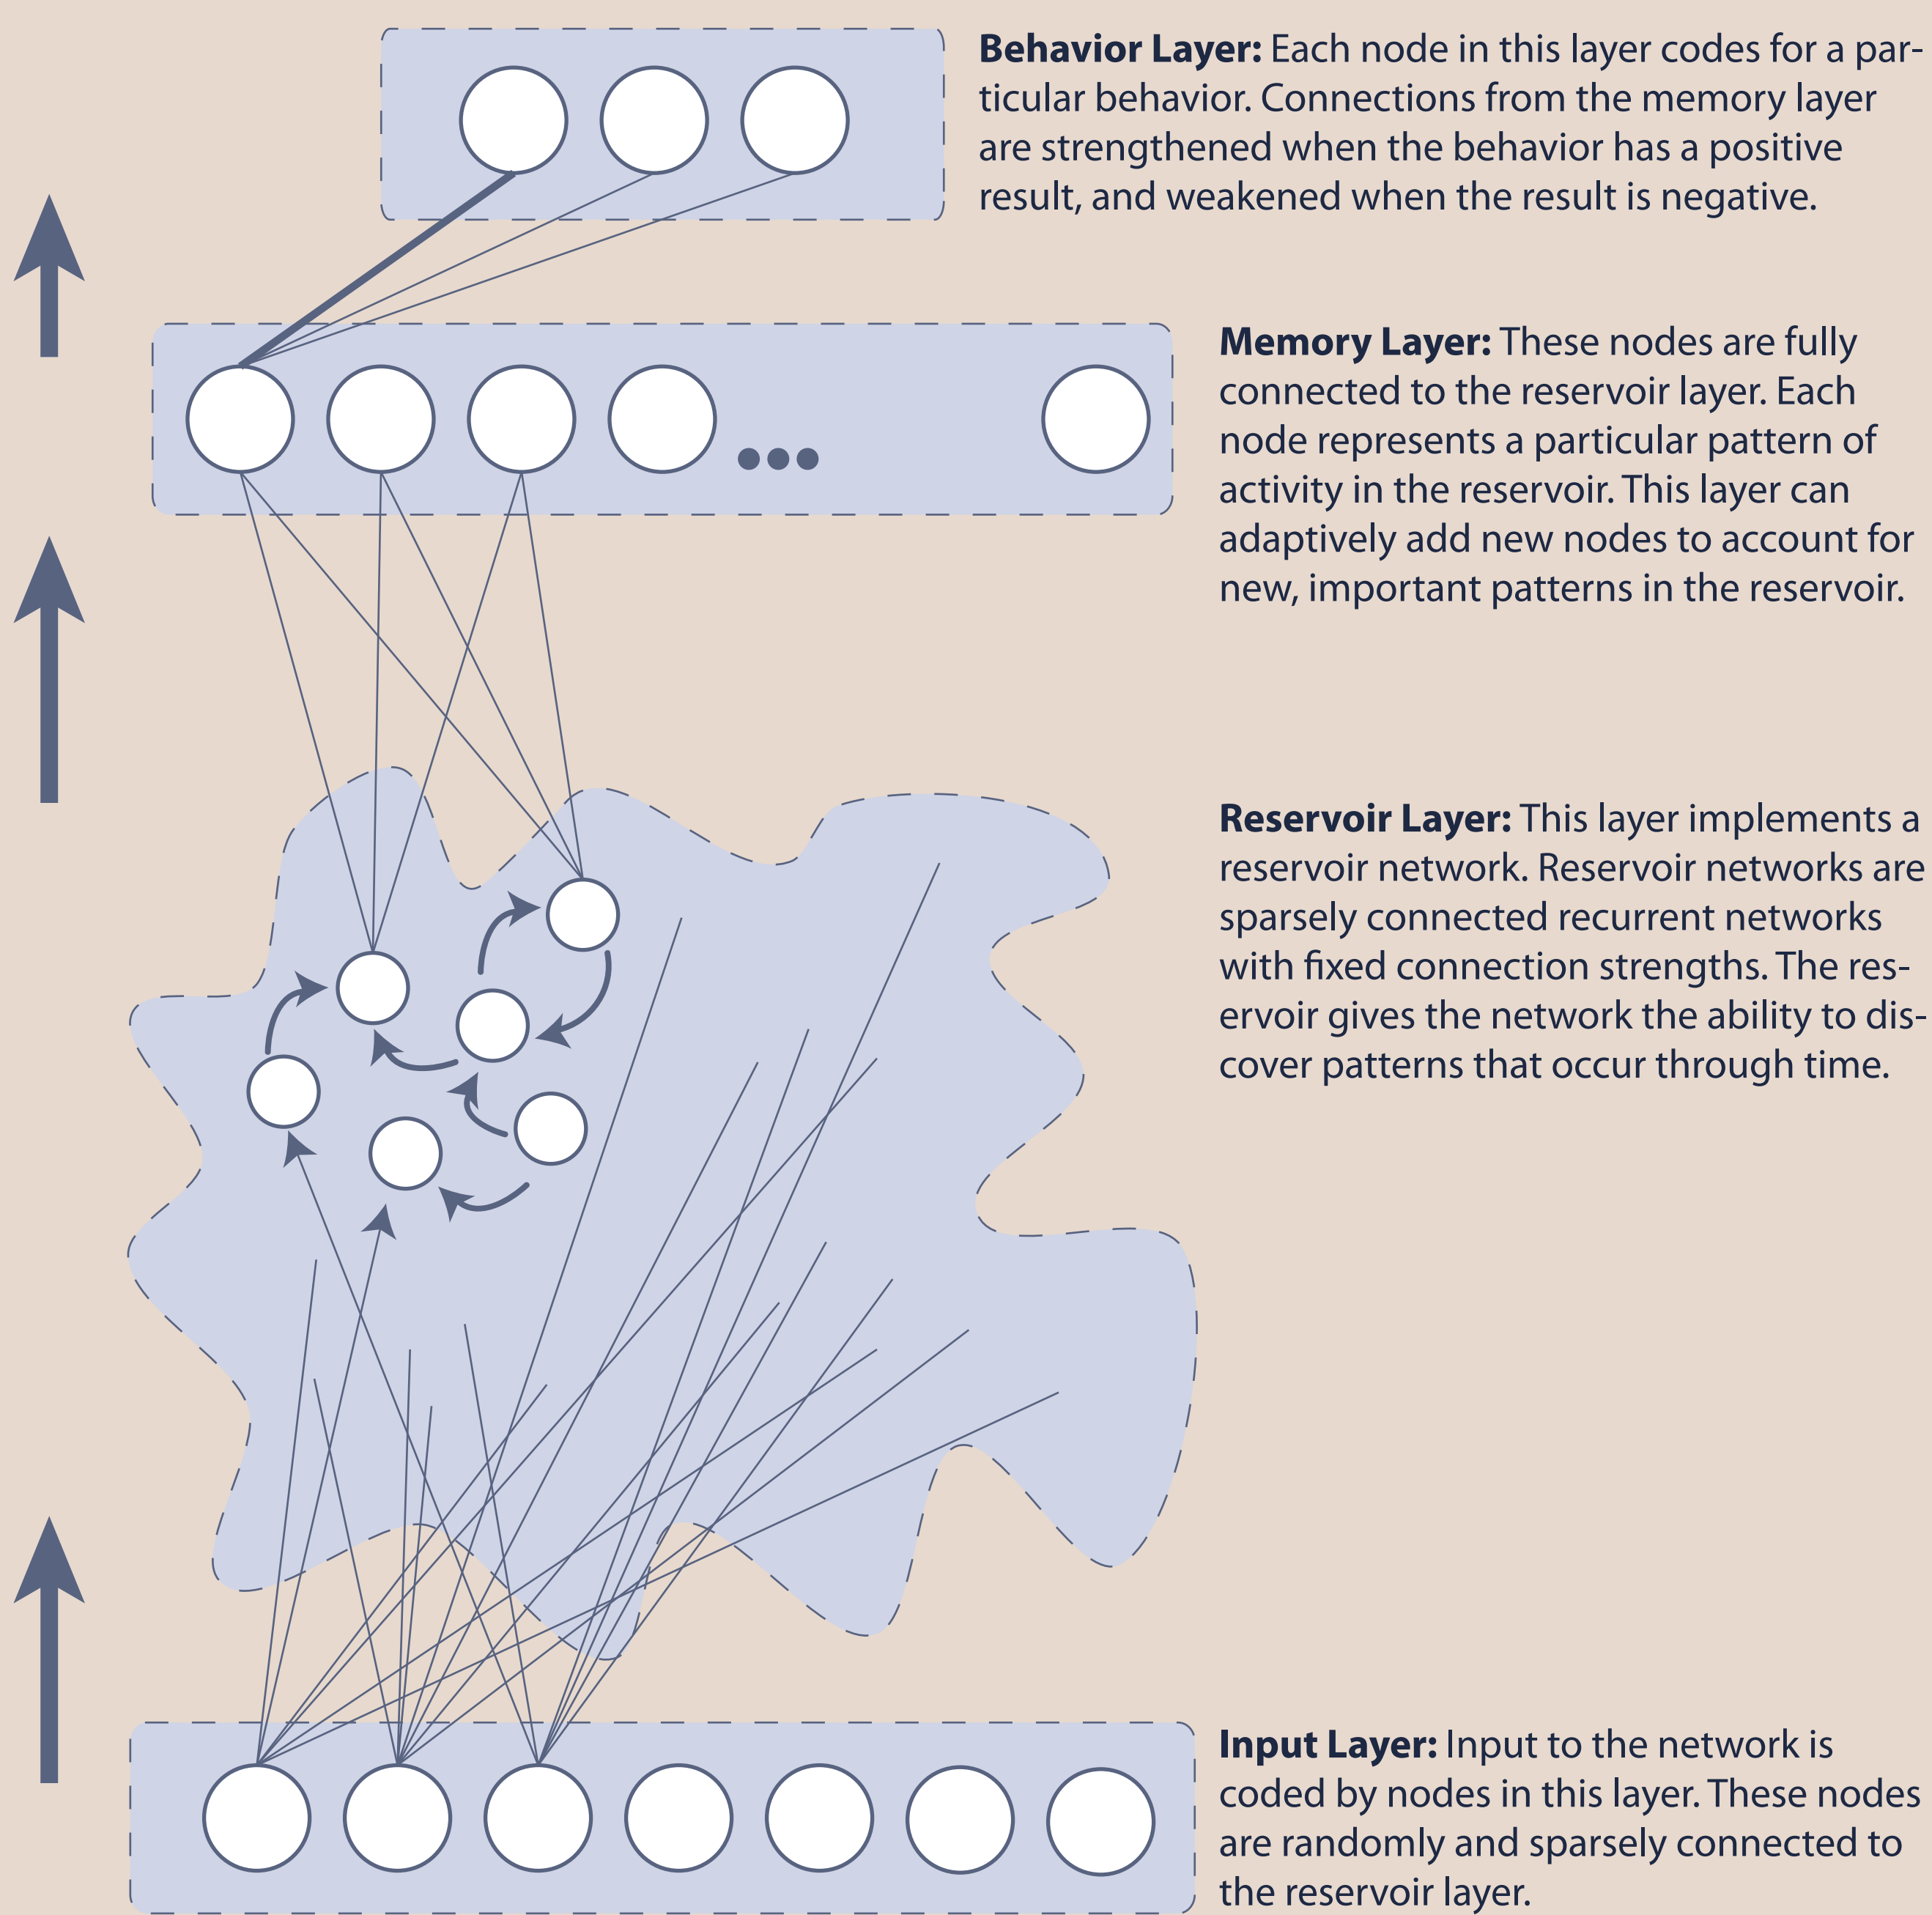 Behavior Layer: Each node in this layer codes for a par-
ticular behavior. Connections from the memory layer
are strengthened when the behavior has a positive
result, and weakened when the result is negative.
Memory Layer: These nodes are fully
connected to the reservoir layer. Each
node represents a particular pattern of
activity in the reservoir. This layer can
adaptively add new nodes to account for
new, important patterns in the reservoir.
Reservoir Layer: This layer implements a
reservoir network. Reservoir networks are
sparsely connected recurrent networks
with fixed connection strengths. The res-
ervoir gives the network the ability to dis-
cover patterns that occur through time.
Input Layer: Input to the network is
coded by nodes in this layer. These nodes
are randomly and sparsely connected to
the reservoir layer.